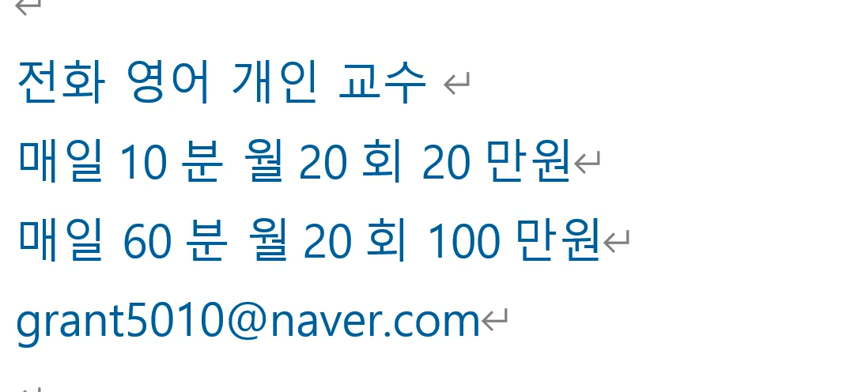 전화 영어 개인 교수
매일 10 분 월 20 회 20 만원
매일 60 분 월 20 회 100 만원
grant5010@naver.com